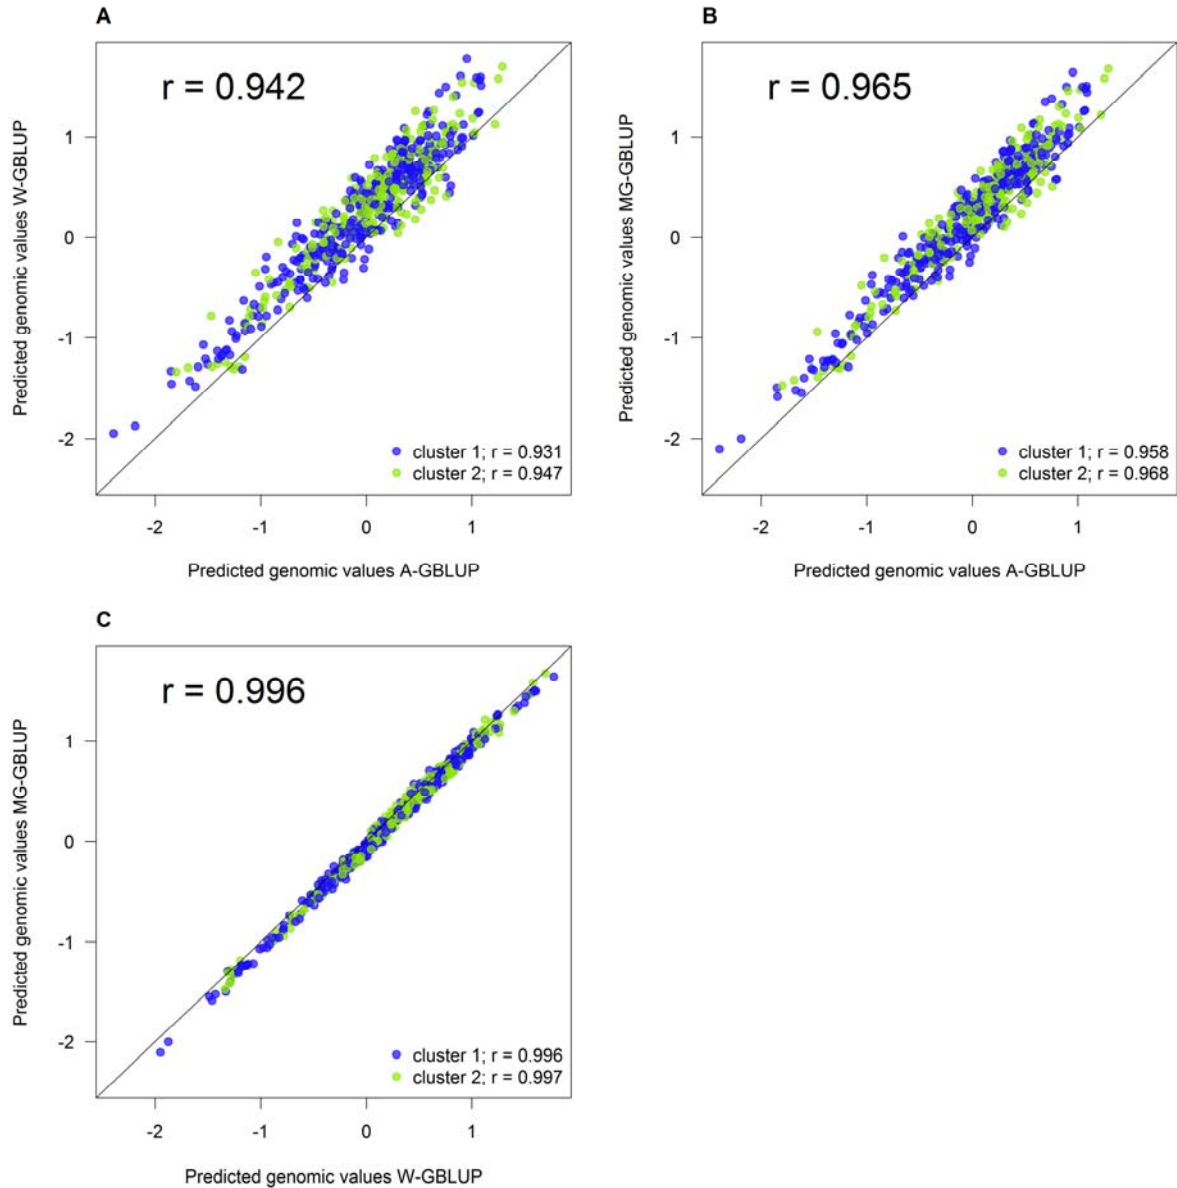 A
r = 0.942
1
0
-1
-2
Predicted genomic values W-GBLUP
cluster 1; r = 0.931
cluster 2; r = 0.947
-2 -1 0 1
Predicted genomic values A-GBLUP
B
r = 0.965
1
0
-1
-2
Predicted genomic values MG-GBLUP
cluster 1; r = 0.958
cluster 2; r = 0.968
-2 -1 0 1
Predicted genomic values A-GBLUP
C
r = 0.996
1
0
-1
-2
Predicted genomic values MG-GBLUP
cluster 1; r = 0.996
cluster 2; r = 0.997
-2 -1 0 1
Predicted genomic values W-GBLUP